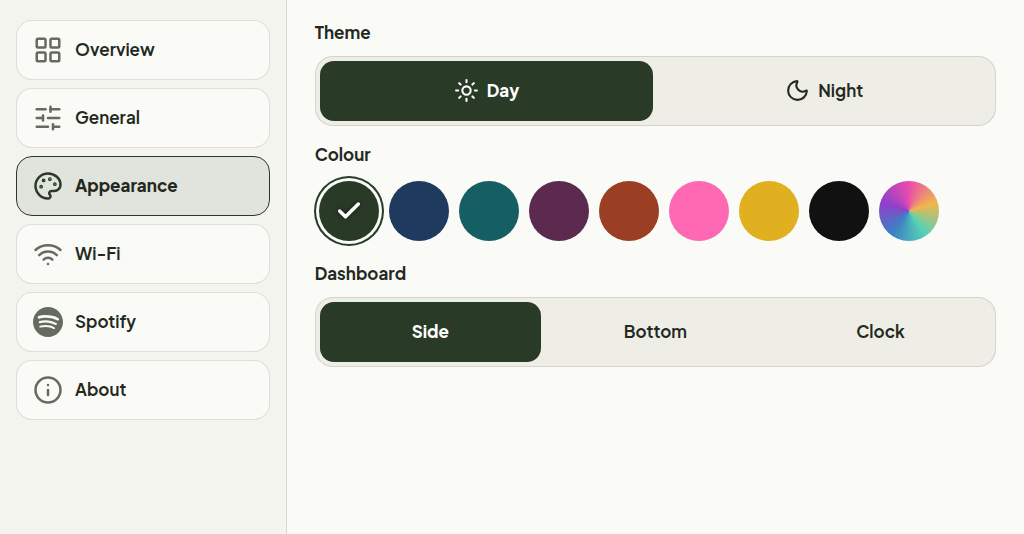 Overview
General
Appearance
Wi-Fi
Spotify
About
Theme
Day
Night
Colour
Dashboard
Side
Bottom
Clock